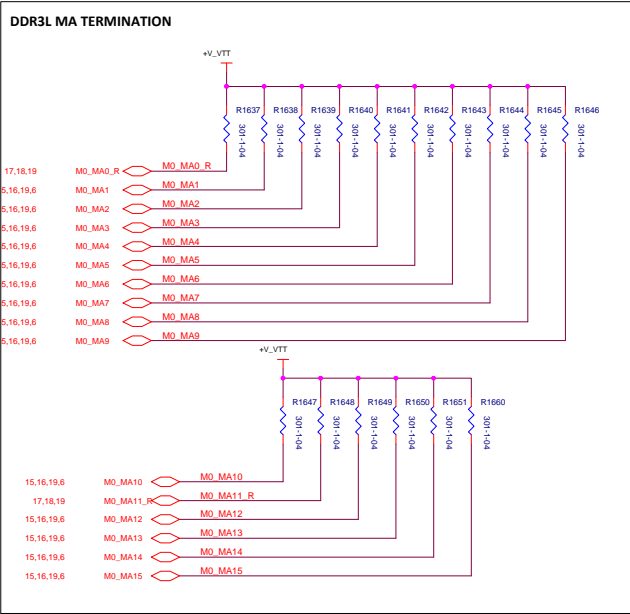 DDR3L MA TERMINATION
+V_VTT
R1637 R1638 R1639 R1640 R1641 R1642 R1643 R1644 R1645 R1646
301-1-04 301-1-04 301-1-04 301-1-04 301-1-04 301-1-04 301-1-04 301-1-04 301-1-04 301-1-04
17,18,19 M0_MA0_R M0_MA0_R
5,16,19,6 M0_MA1 M0_MA1
5,16,19,6 M0_MA2 M0_MA2
5,16,19,6 M0_MA3 M0_MA3
5,16,19,6 M0_MA4 M0_MA4
5,16,19,6 M0_MA5 M0_MA5
5,16,19,6 M0_MA6 M0_MA6
5,16,19,6 M0_MA7 M0_MA7
5,16,19,6 M0_MA8 M0_MA8
5,16,19,6 M0_MA9 M0_MA9
+V_VTT
R1647 R1648 R1649 R1650 R1651 R1660
301-1-04 301-1-04 301-1-04 301-1-04 301-1-04 301-1-04
15,16,19,6 M0_MA10 M0_MA10
17,18,19 M0_MA11_R M0_MA11_R
15,16,19,6 M0_MA12 M0_MA12
15,16,19,6 M0_MA13 M0_MA13
15,16,19,6 M0_MA14 M0_MA14
15,16,19,6 M0_MA15 M0_MA15